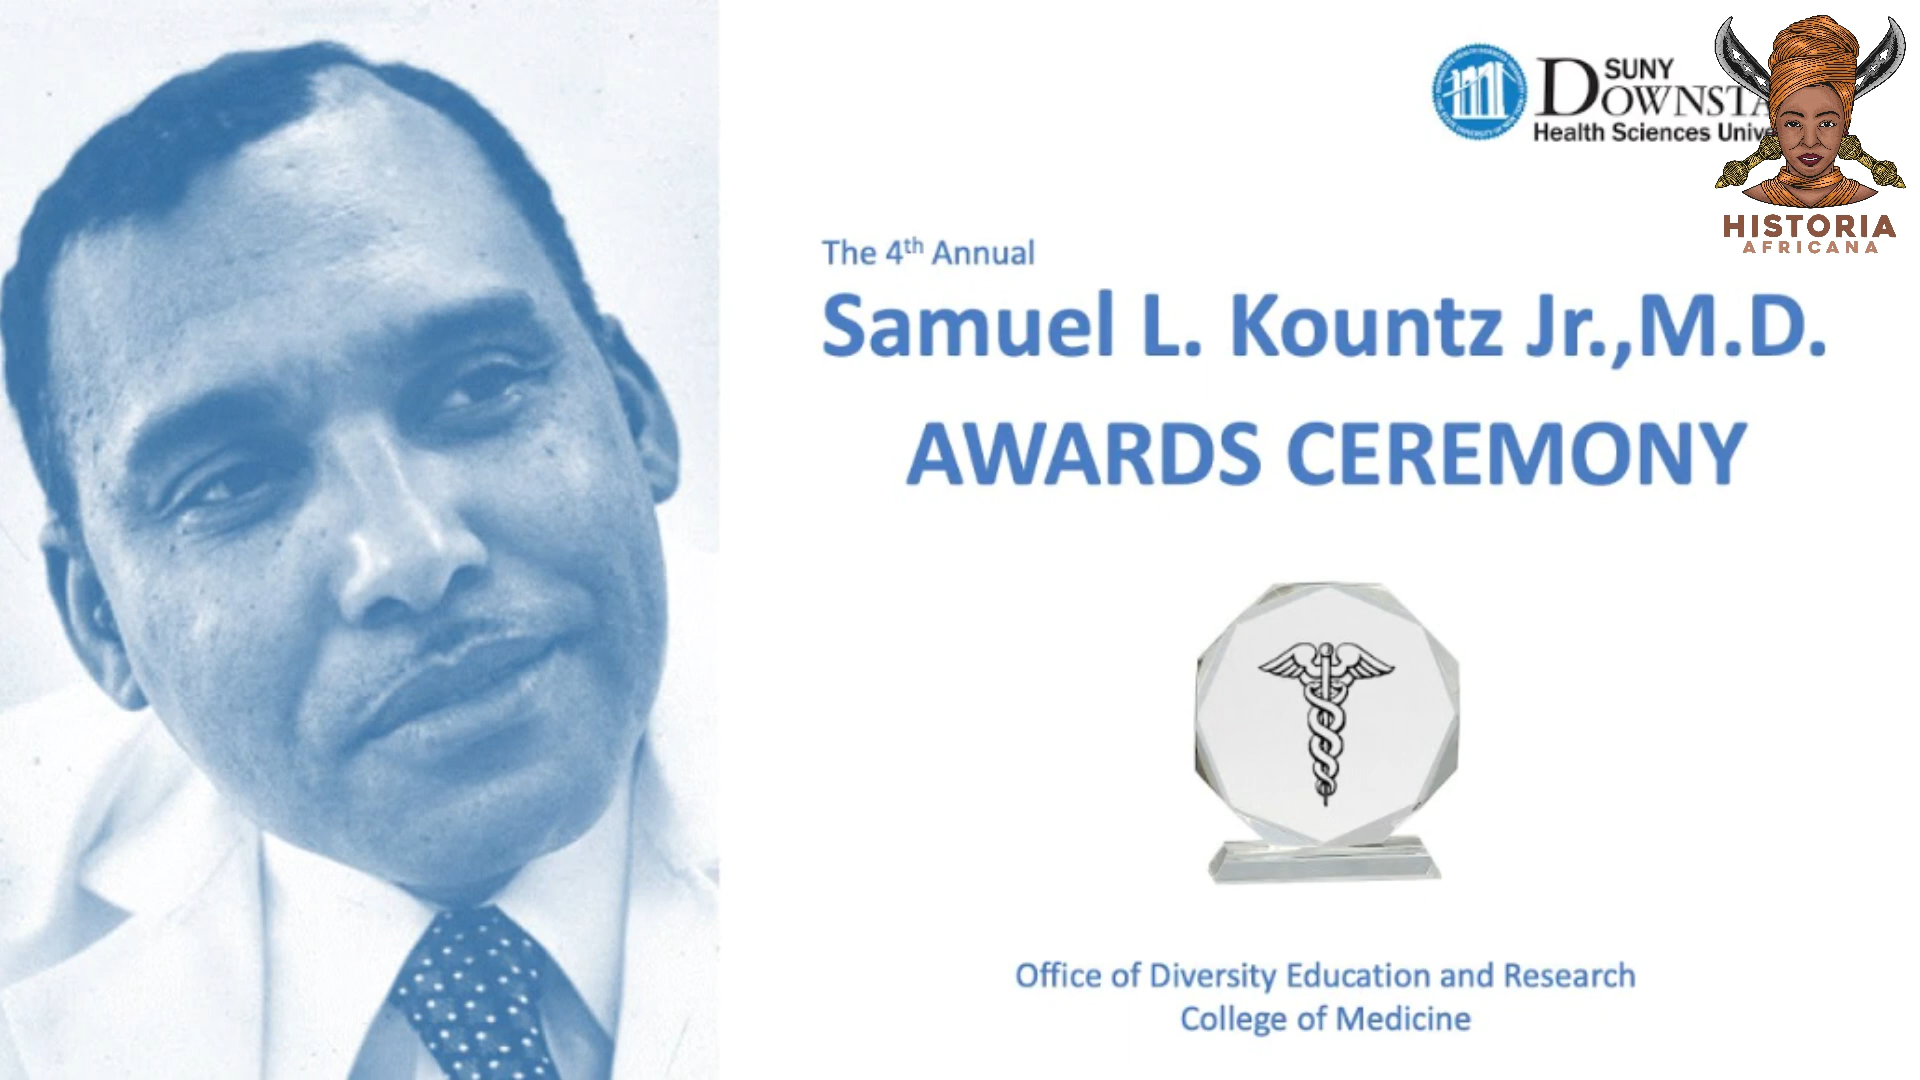 SUNY
Health Sciences
HISTORIA
AFRICANA
The 4th Annual
Samuel L. Kountz Jr.,M.D.
AWARDS CEREMONY
Office of Diversity Education and Research
College of Medicine